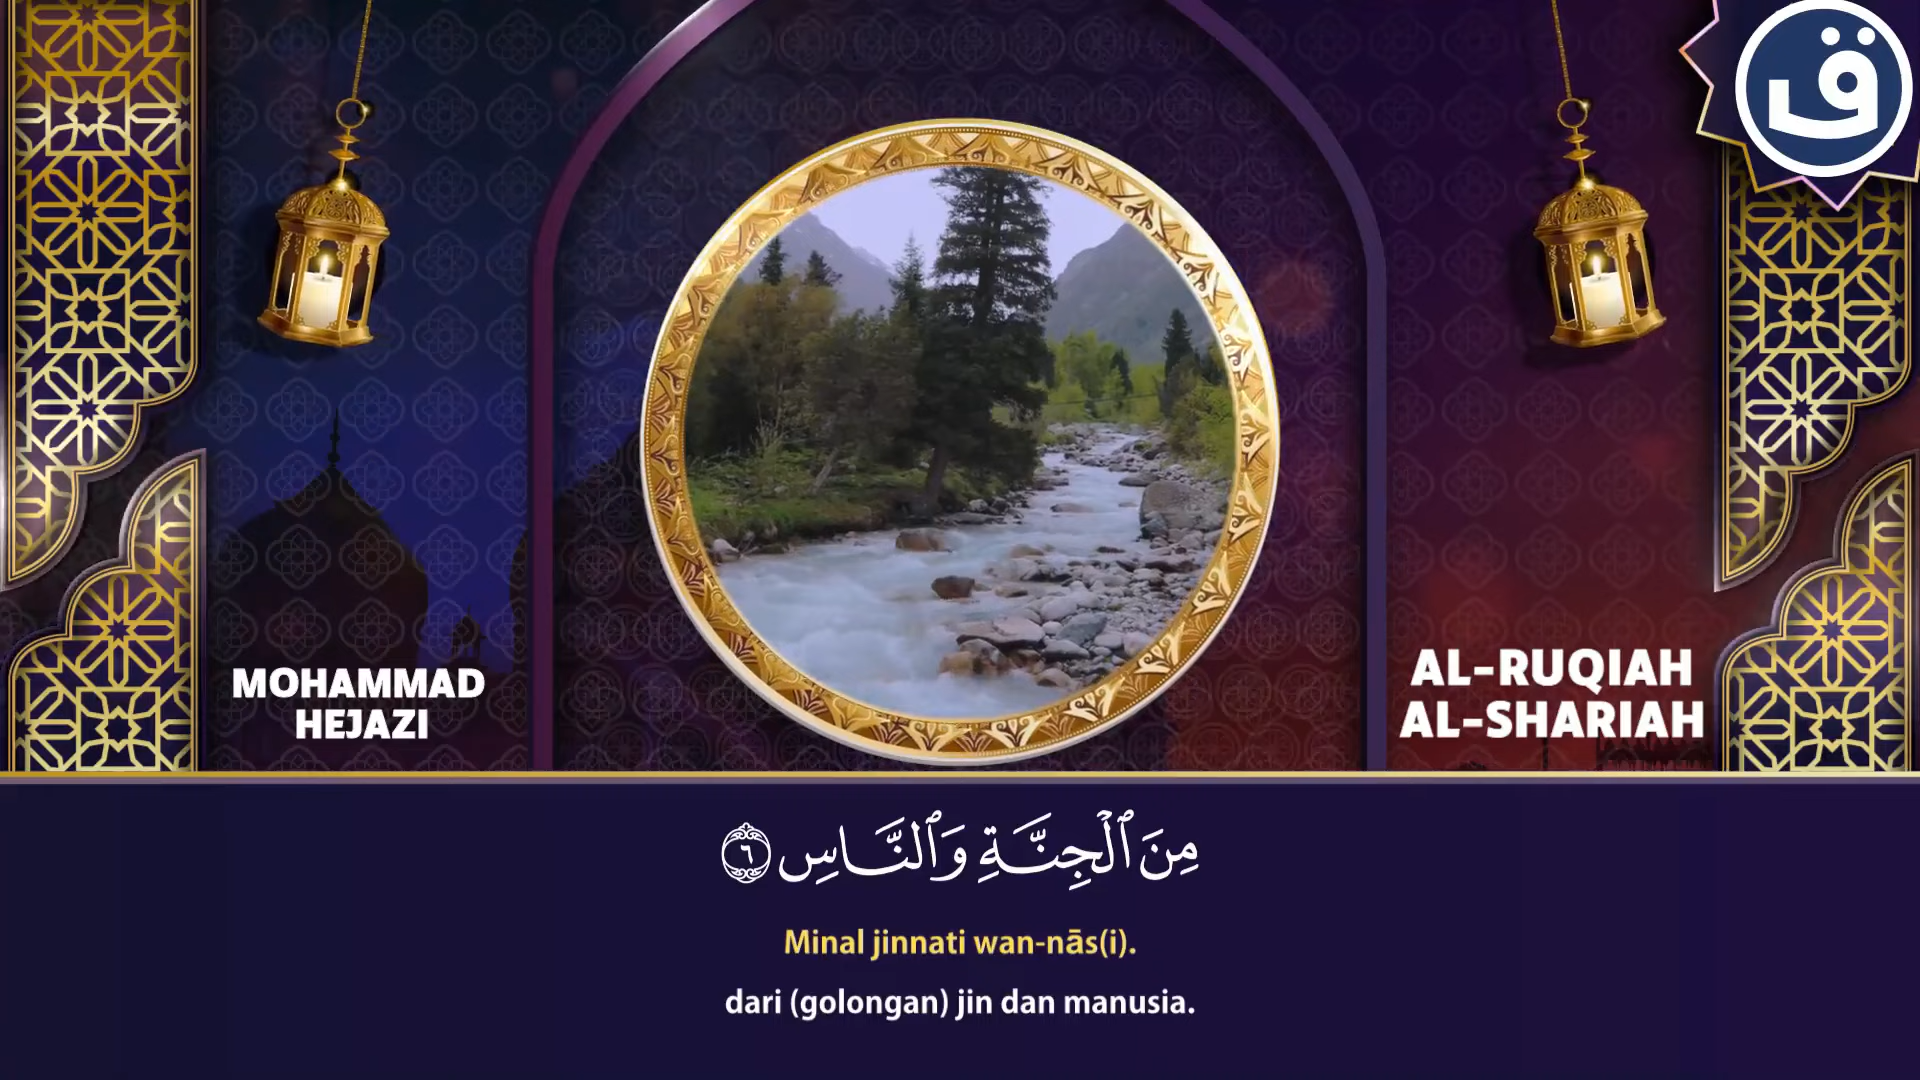 ق
MOHAMMAD
HEJAZI
AL-RUQIAH
AL-SHARIAH
مِنَ ٱلْجِنَّةِ وَٱلنَّاسِ ٦
Minal jinnati wan-nās(i).
dari (golongan) jin dan manusia.